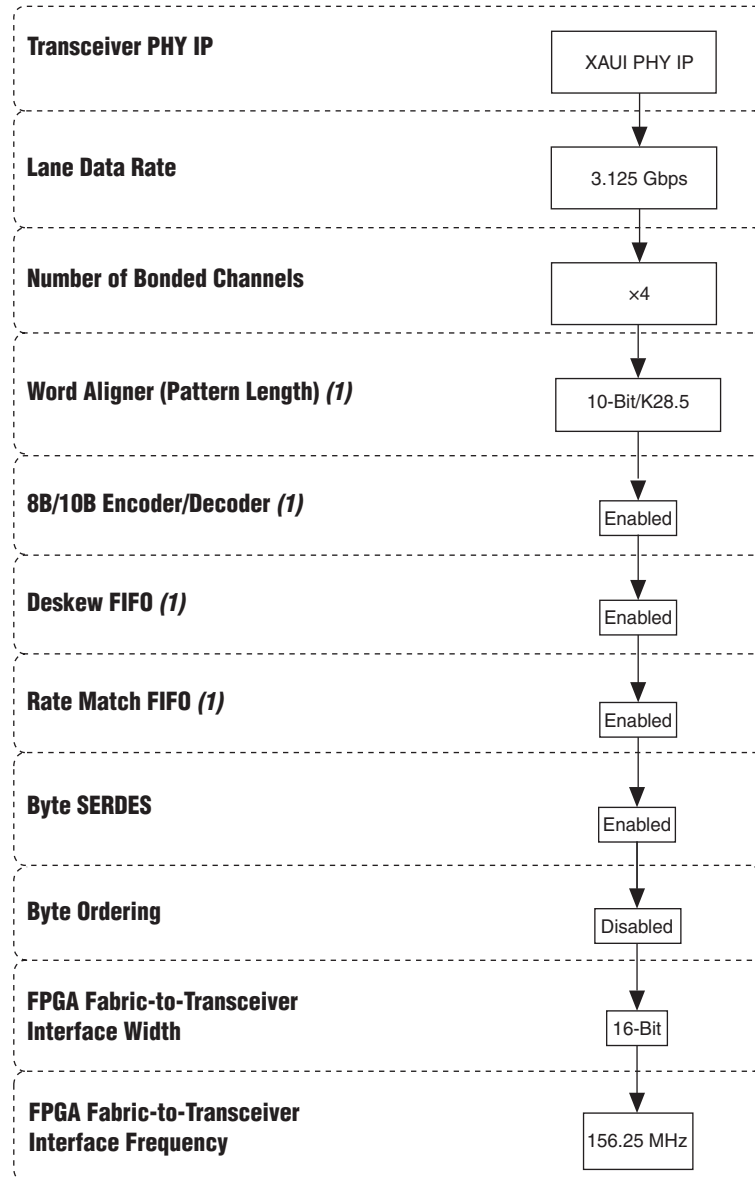 Transceiver PHY IP
XAUI PHY IP
Lane Data Rate
3.125 Gbps
Number of Bonded Channels
×4
Word Aligner (Pattern Length) (1)
10-Bit/K28.5
8B/10B Encoder/Decoder (1)
Enabled
Deskew FIFO (1)
Enabled
Rate Match FIFO (1)
Enabled
Byte SERDES
Enabled
Byte Ordering
Disabled
FPGA Fabric-to-Transceiver
Interface Width
16-Bit
FPGA Fabric-to-Transceiver
Interface Frequency
156.25 MHz